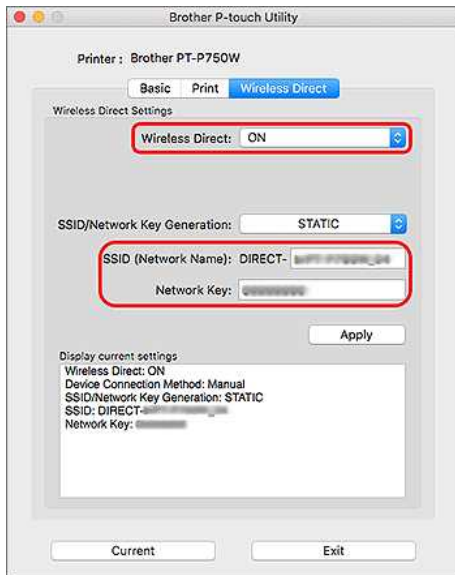 Brother P-touch Utility
Printer : Brother PT-P750W
Basic Print Wireless Direct
Wireless Direct Settings
Wireless Direct: ON
SSID/Network Key Generation: STATIC
SSID (Network Name): DIRECT-
Network Key:
Apply
Display current settings
Wireless Direct: ON
Device Connection Method: Manual
SSID/Network Key Generation: STATIC
SSID: DIRECT-
Network Key:
Current Exit